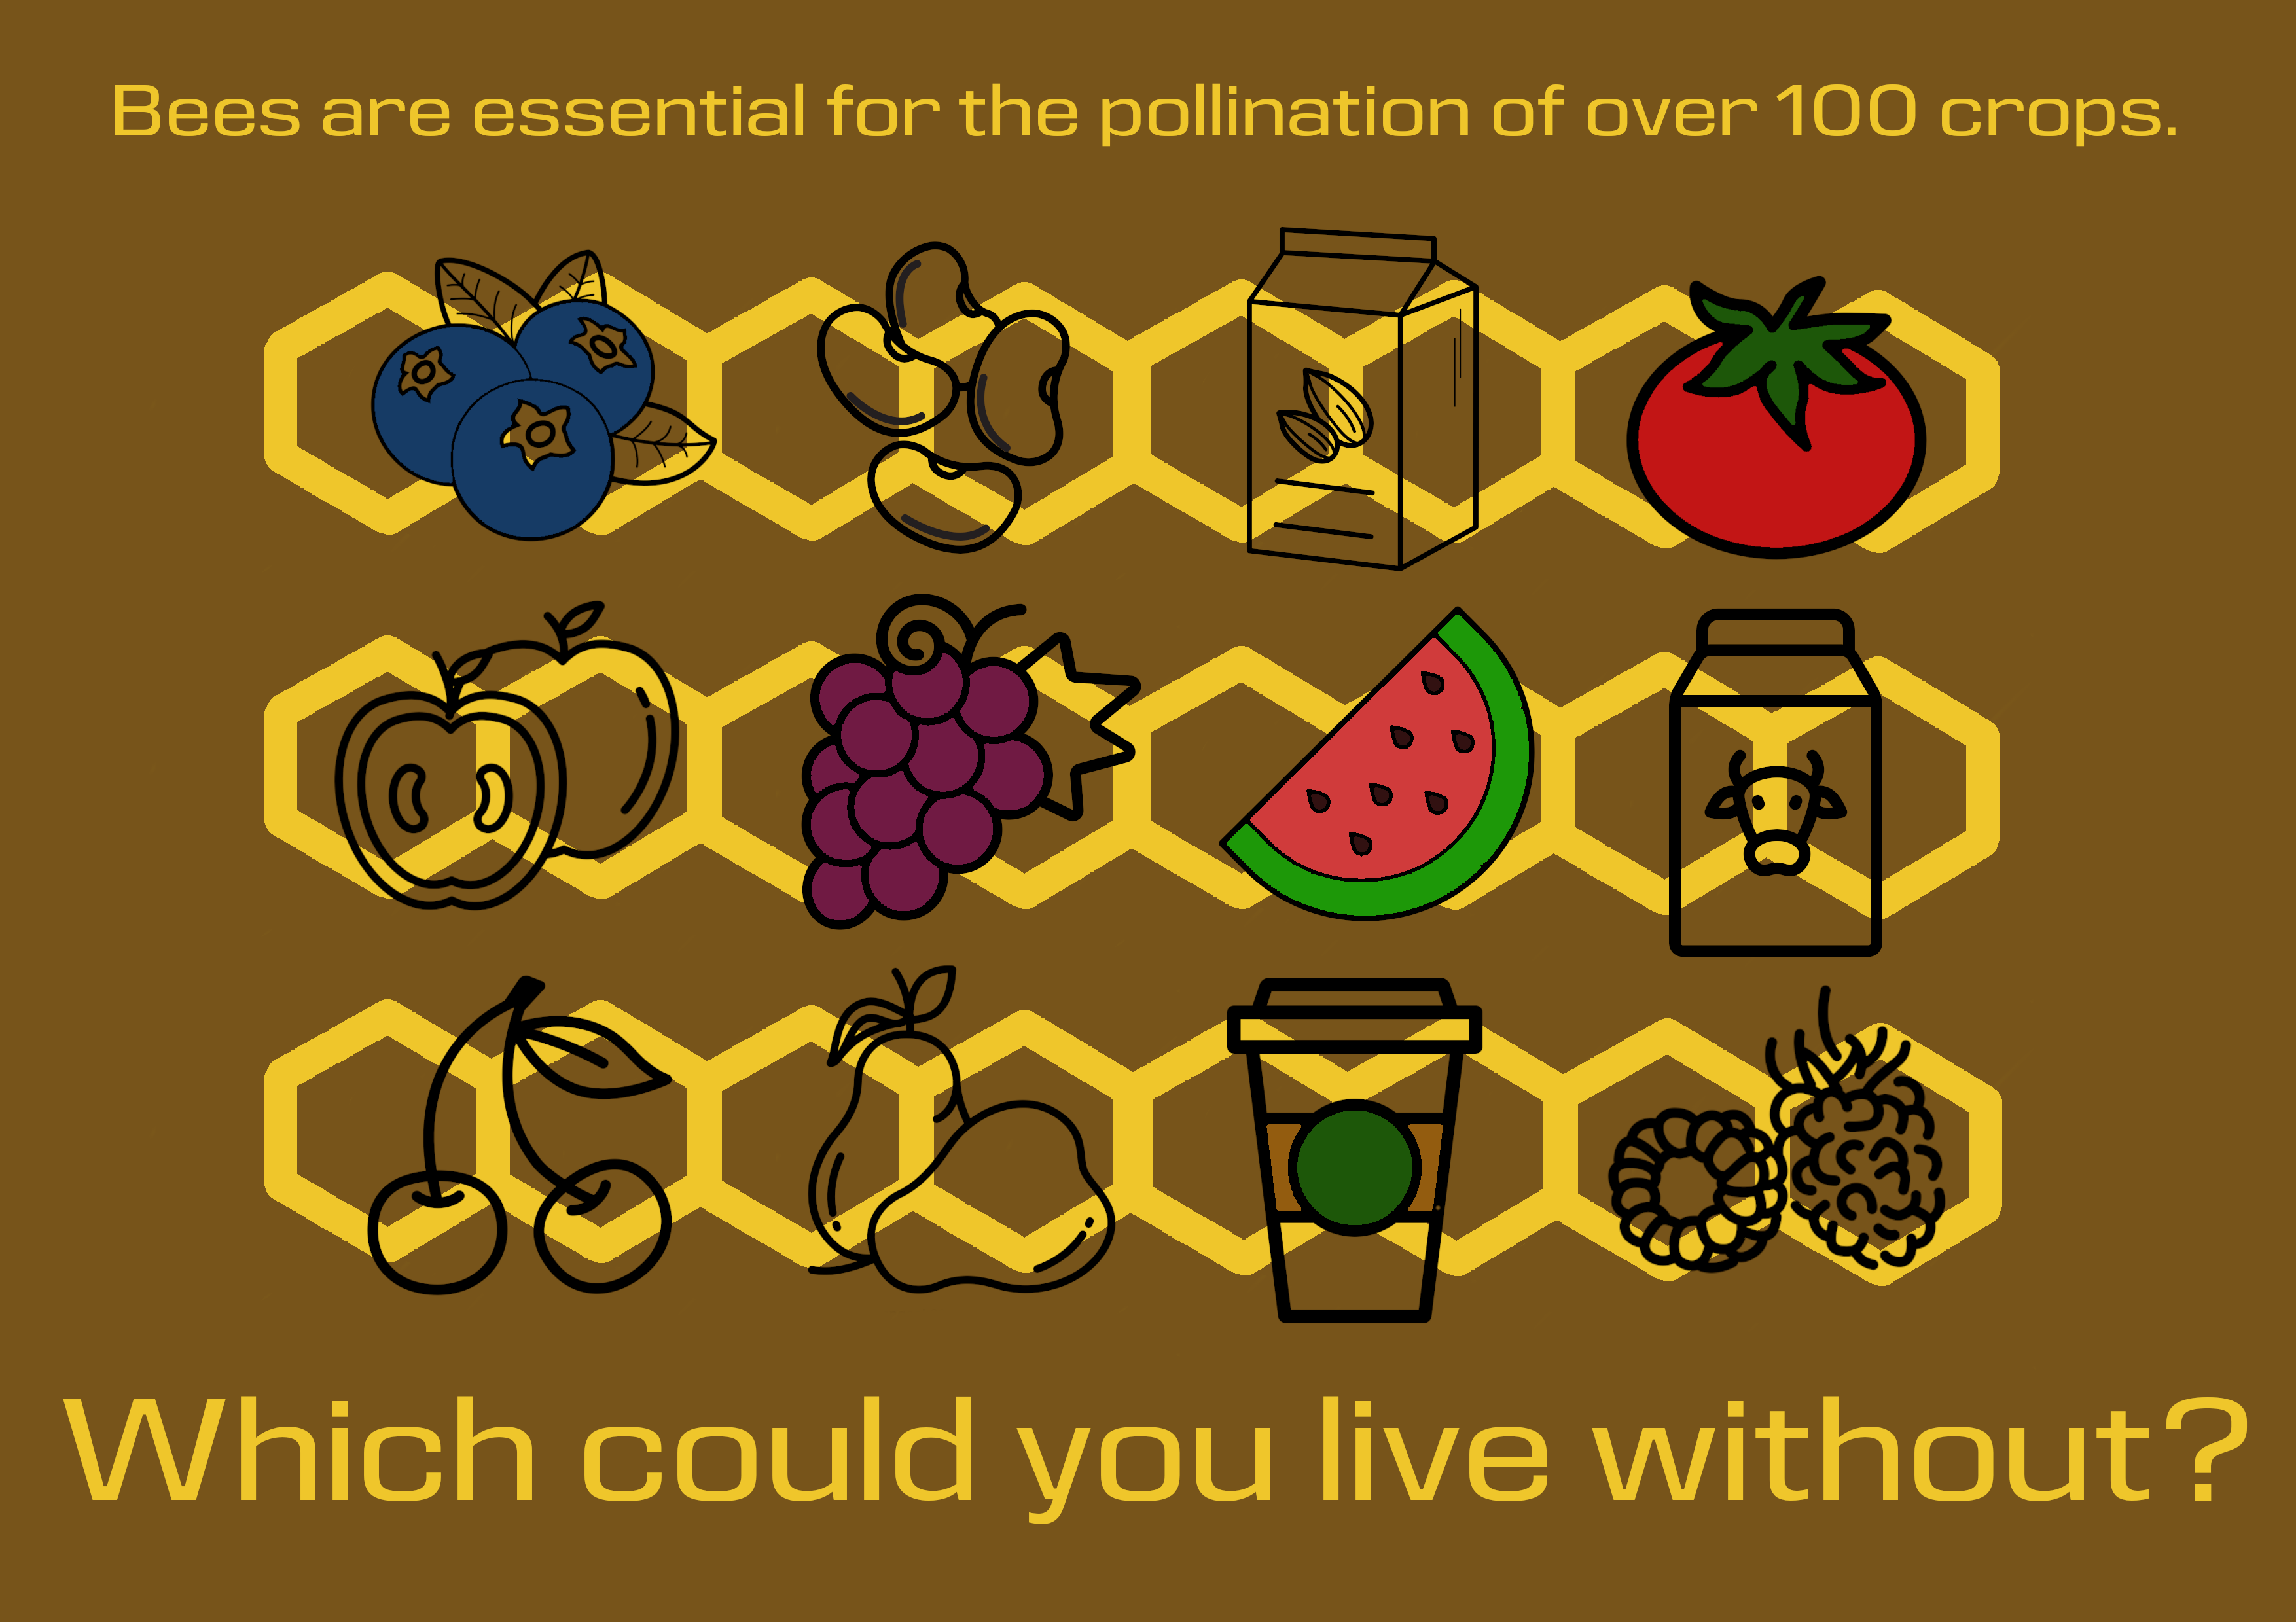 Bees are essential for the pollination of over 100 crops.
Which could you live without?